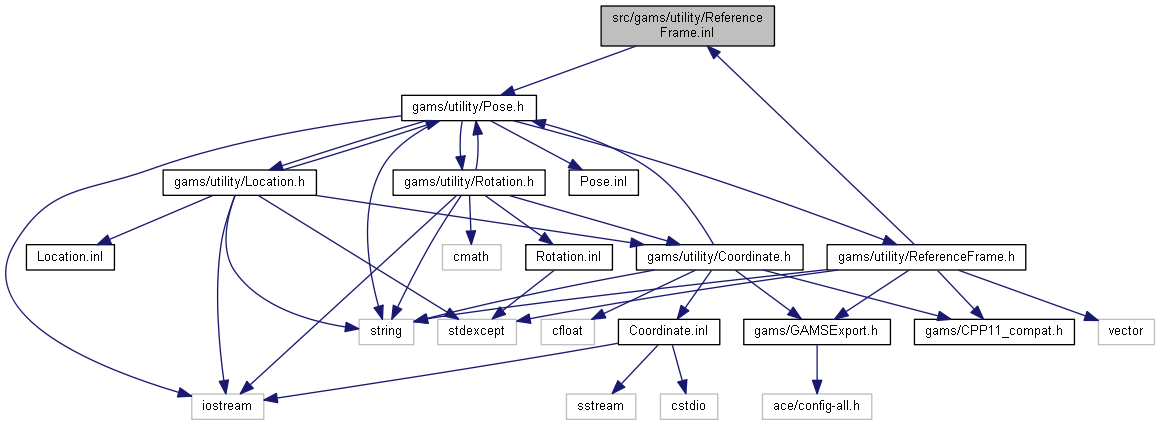 src/gams/utility/Reference
Frame.inl
gams/utility/Pose.h
gams/utility/Location.h
gams/utility/Rotation.h
Pose.inl
Location.inl
cmath
Rotation.inl
gams/utility/Coordinate.h
gams/utility/ReferenceFrame.h
string
stdexcept
cfloat
Coordinate.inl
gams/GAMSExport.h
gams/CPP11_compat.h
vector
iostream
sstream
cstdio
ace/config-all.h